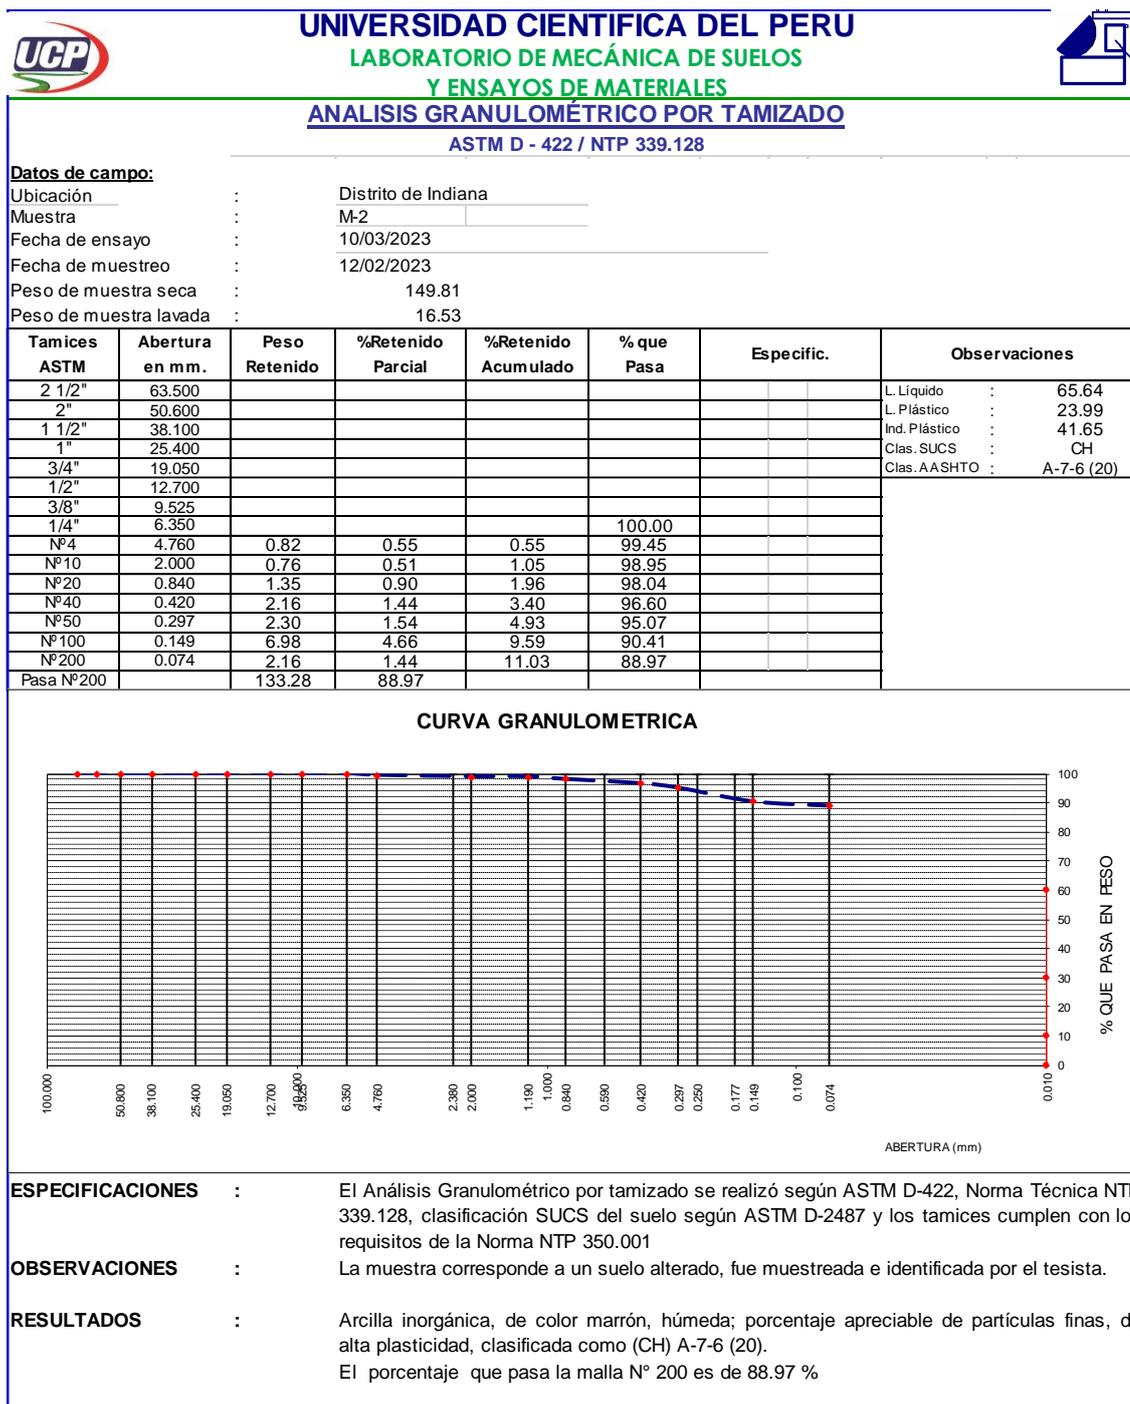 UCP
UNIVERSIDAD CIENTIFICA DEL PERU
LABORATORIO DE MECÁNICA DE SUELOS
Y ENSAYOS DE MATERIALES
ANALISIS GRANULOMÉTRICO POR TAMIZADO
ASTM D - 422 / NTP 339.128
Datos de campo:
Ubicación : Distrito de Indiana
Muestra : M-2
Fecha de ensayo : 10/03/2023
Fecha de muestreo : 12/02/2023
Peso de muestra seca : 149.81
Peso de muestra lavada : 16.53
Tamices ASTM Abertura en mm. Peso Retenido %Retenido Parcial %Retenido Acumulado % que Pasa Especific. Observaciones
2 1/2" 63.500 L. Líquido : 65.64
2" 50.600 L. Plástico : 23.99
1 1/2" 38.100 Ind. Plástico : 41.65
1" 25.400 Clas. SUCS : CH
3/4" 19.050 Clas. AASHTO : A-7-6 (20)
1/2" 12.700
3/8" 9.525
1/4" 6.350 100.00
Nº4 4.760 0.82 0.55 0.55 99.45
Nº10 2.000 0.76 0.51 1.05 98.95
Nº20 0.840 1.35 0.90 1.96 98.04
Nº40 0.420 2.16 1.44 3.40 96.60
Nº50 0.297 2.30 1.54 4.93 95.07
Nº100 0.149 6.98 4.66 9.59 90.41
Nº200 0.074 2.16 1.44 11.03 88.97
Pasa Nº200 133.28 88.97
CURVA GRANULOMETRICA
100
90
80
70
60
50
40
30
20
10
0
% QUE PASA EN PESO
100.000 50.800 38.100 25.400 19.050 12.700 10.000 9.525 6.350 4.760 2.380 2.000 1.190 1.000 0.840 0.590 0.420 0.297 0.250 0.177 0.149 0.100 0.074 0.010
ABERTURA (mm)
ESPECIFICACIONES : El Análisis Granulométrico por tamizado se realizó según ASTM D-422, Norma Técnica NT
339.128, clasificación SUCS del suelo según ASTM D-2487 y los tamices cumplen con lo
requisitos de la Norma NTP 350.001
OBSERVACIONES : La muestra corresponde a un suelo alterado, fue muestreada e identificada por el tesista.
RESULTADOS : Arcilla inorgánica, de color marrón, húmeda; porcentaje apreciable de partículas finas, d
alta plasticidad, clasificada como (CH) A-7-6 (20).
El porcentaje que pasa la malla N° 200 es de 88.97 %